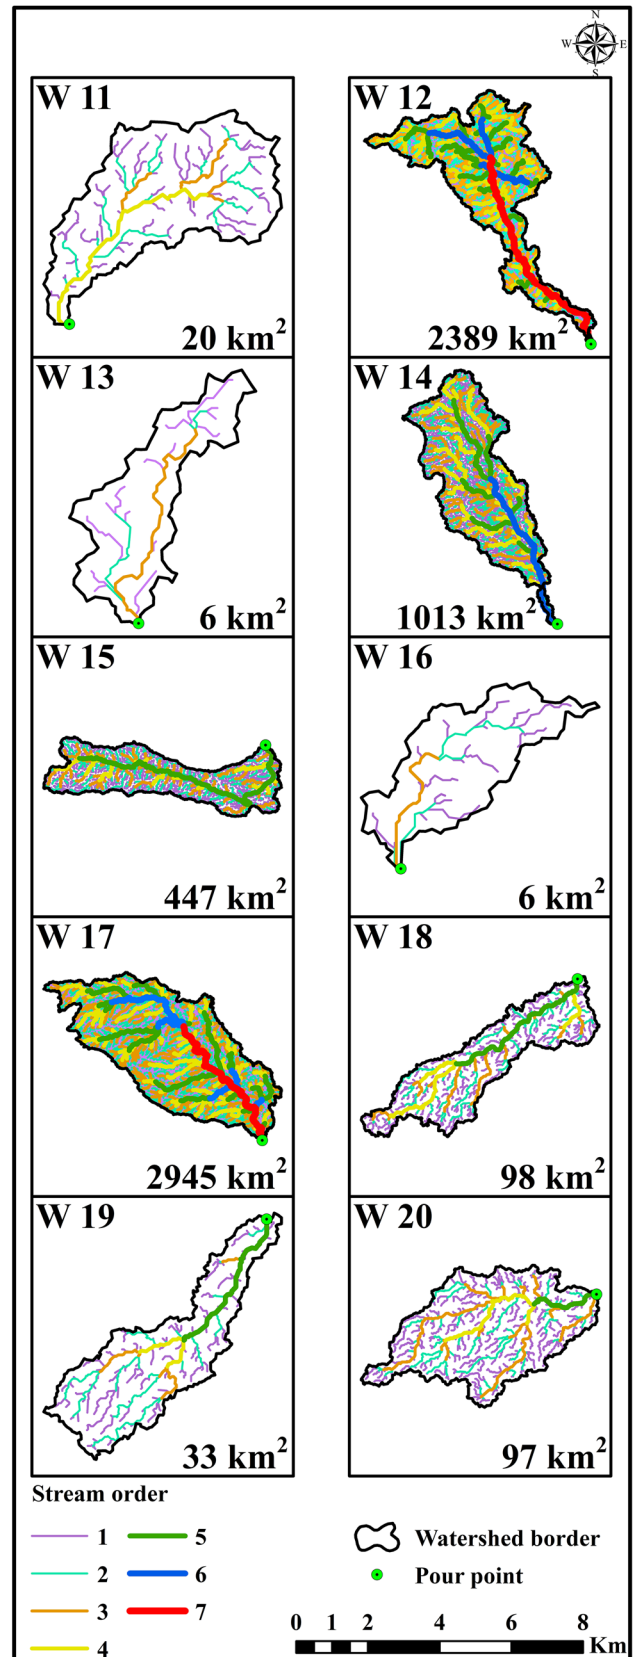 N
W E
S
W 11
20 km2
W 12
2389 km2
W 13
6 km2
W 14
1013 km2
W 15
447 km2
W 16
6 km2
W 17
2945 km2
W 18
98 km2
W 19
33 km2
W 20
97 km2
Stream order
1
2
3
4
5
6
7
Watershed border
Pour point
0 1 2 4 6 8
Km